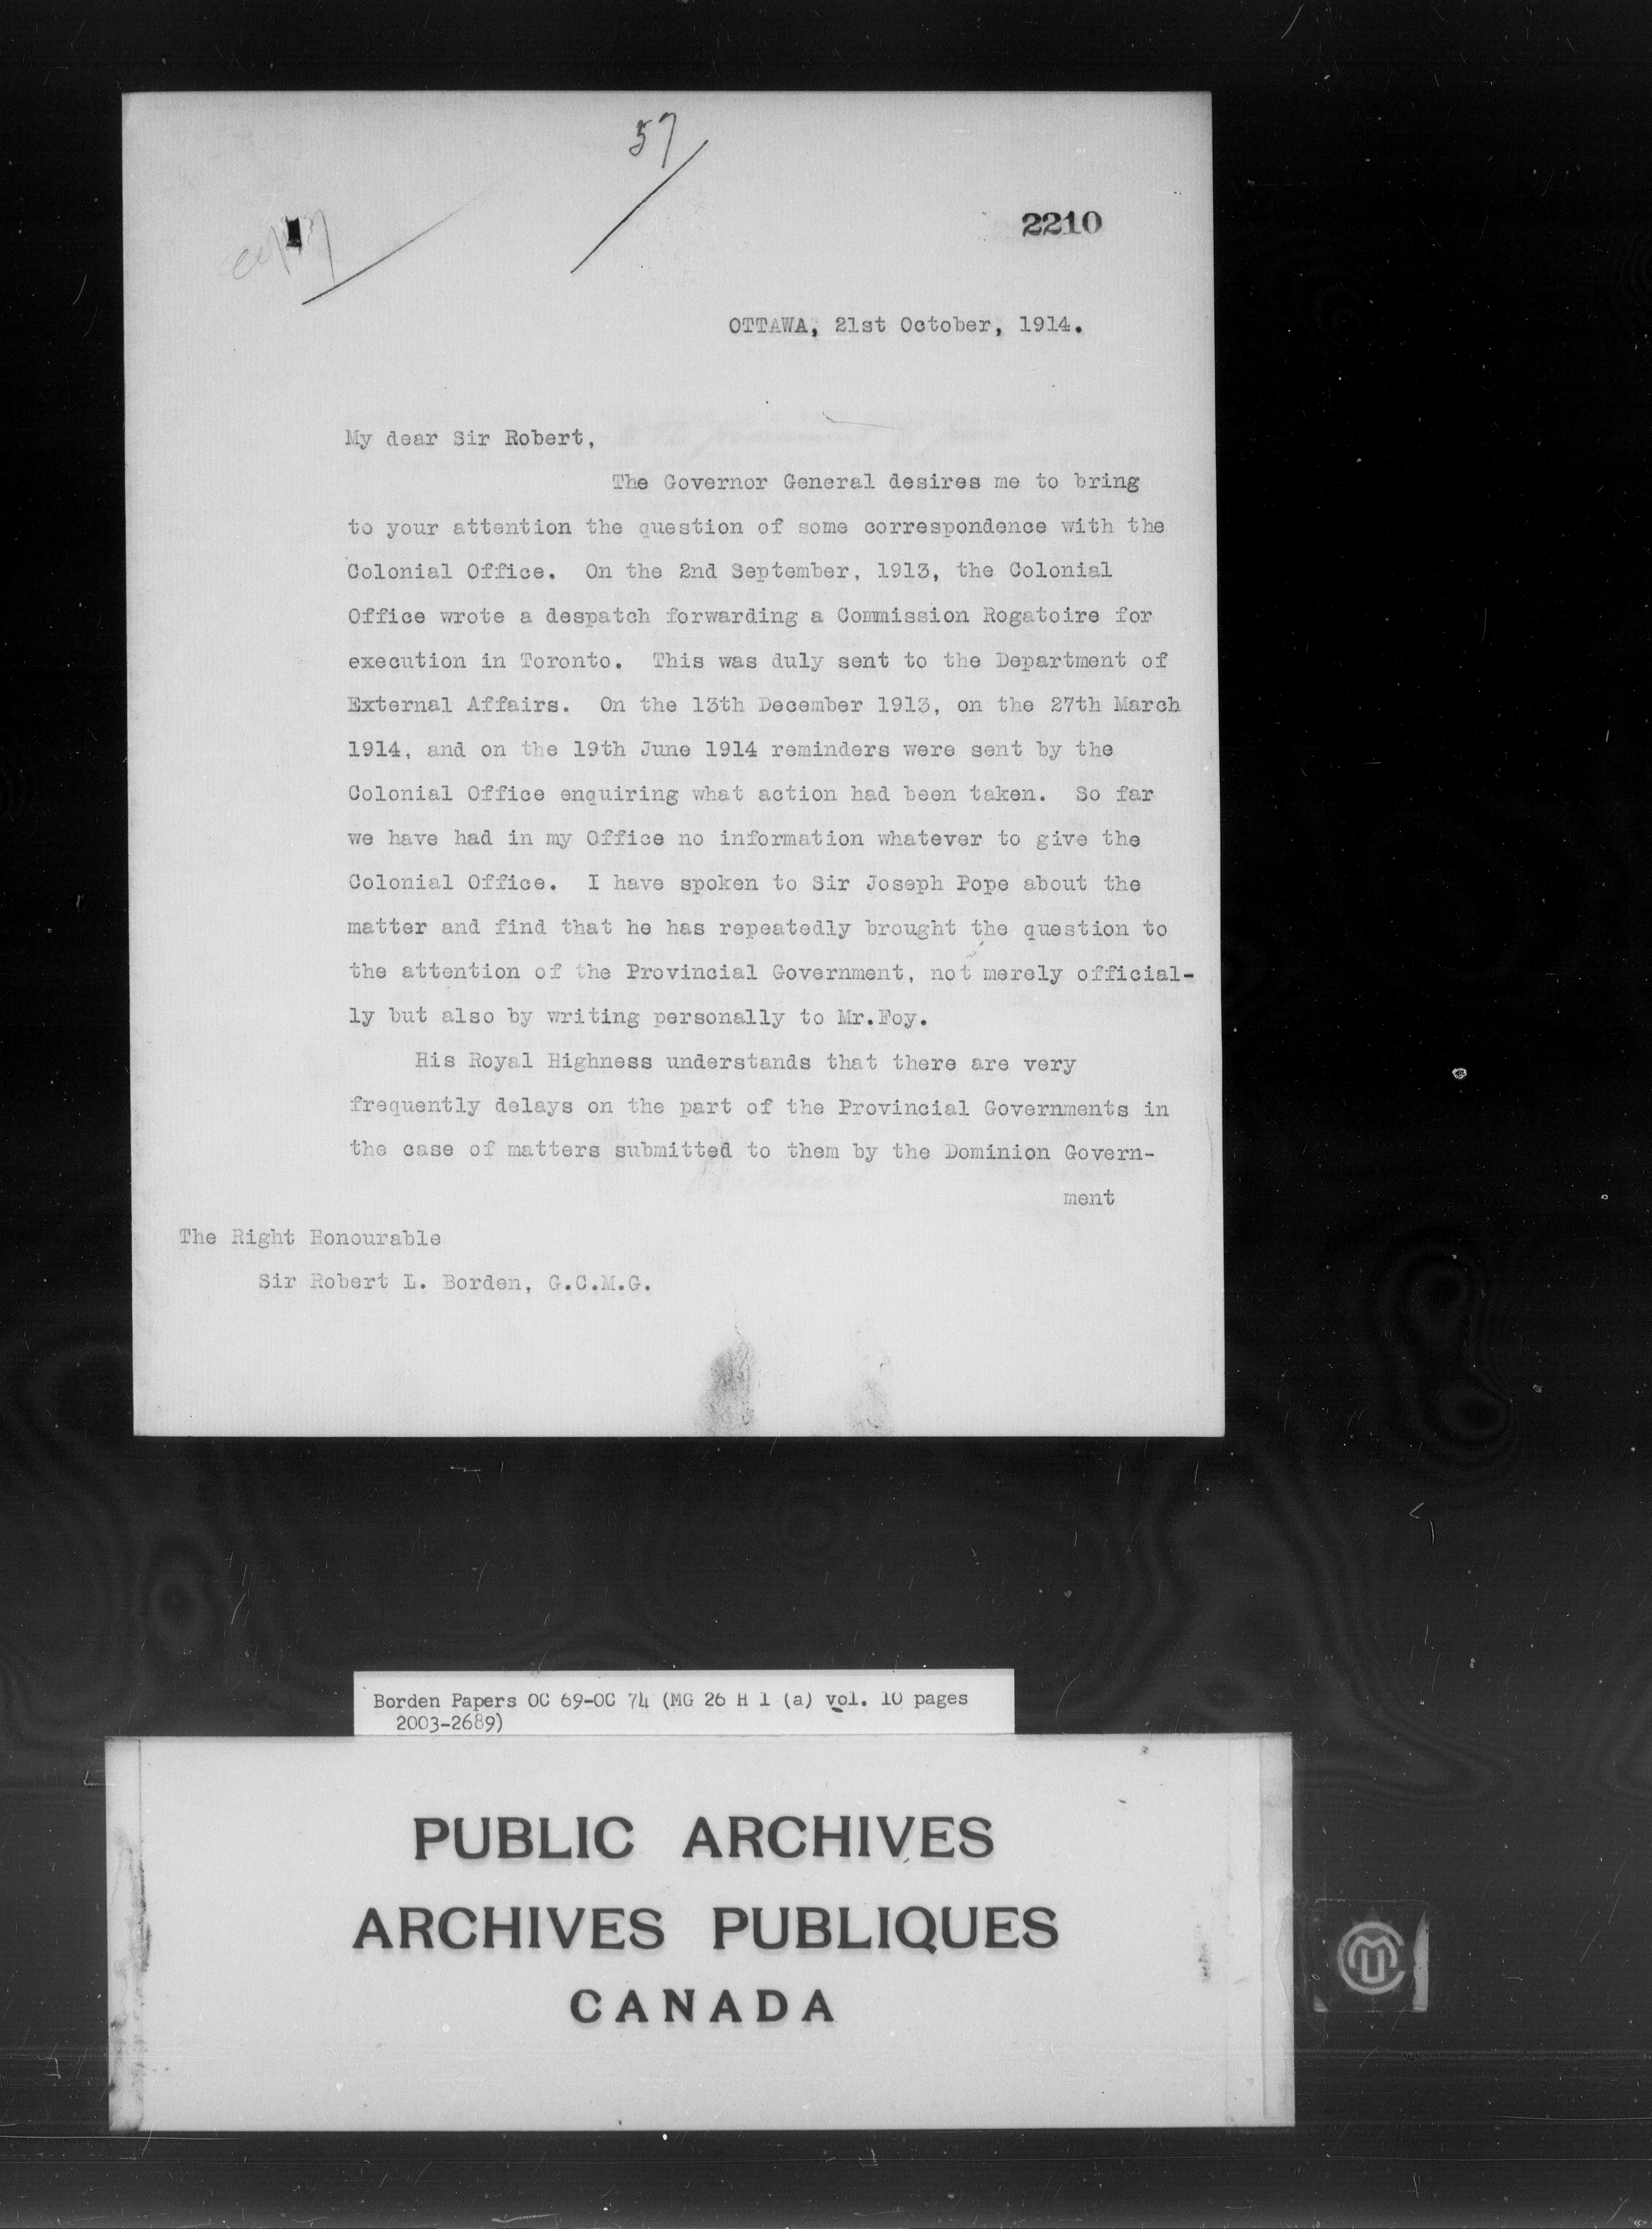 57
copy
2210
OTTAWA, 21st October, 1914.
My dear Sir Robert,
The Governor General desires me to bring
to your attention the question of some correspondence with the
Colonial Office. On the 2nd September, 1913, the Colonial
Office wrote a despatch forwarding a Commission Rogatoire for
execution in Toronto. This was duly sent to the Department of
External Affairs. On the 13th December 1913, on the 27th March
1914, and on the 19th June 1914 reminders were sent by the
Colonial Office enquiring what action had been taken. So far
we have had in my Office no information whatever to give the
Colonial Office. I have spoken to Sir Joseph Pope about the
matter and find that he has repeatedly brought the question to
the attention of the Provincial Government, not merely official-
ly but also by writing personally to Mr.Foy.
His Royal Highness understands that there are very
frequently delays on the part of the Provincial Governments in
the case of matters submitted to them by the Dominion Govern-
ment
The Right Honourable
Sir Robert L. Borden, G.C.M.G.
Borden Papers OC 69-OC 74 (MG 26 H 1 (a) vol. 10 pages
2003-2689)
PUBLIC ARCHIVES
ARCHIVES PUBLIQUES
CANADA